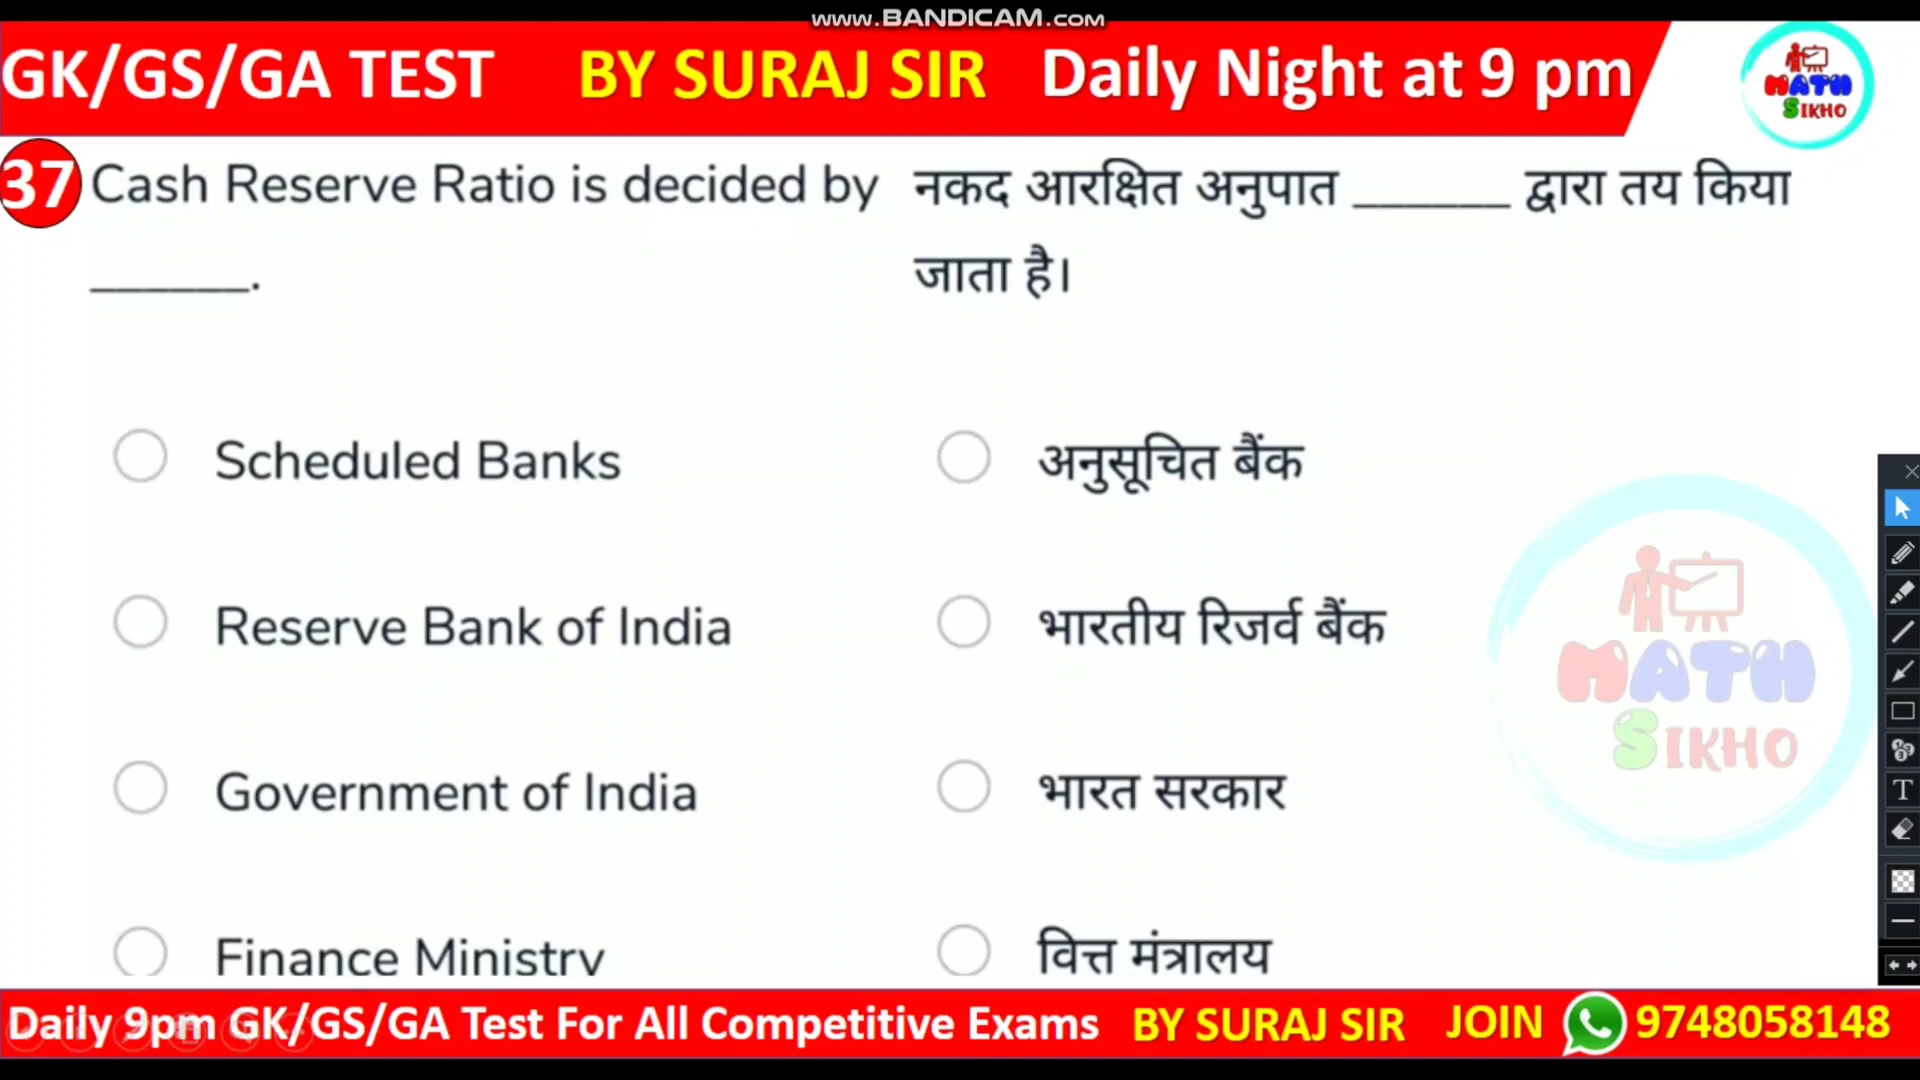 www.BANDICAM.com
GK/GS/GA TEST BY SURAJ SIR Daily Night at 9 pm
MATH
SIKHO
37 Cash Reserve Ratio is decided by
______.
नकद आरक्षित अनुपात ______ द्वारा तय किया
जाता है।
Scheduled Banks
अनुसूचित बैंक
Reserve Bank of India
भारतीय रिजर्व बैंक
Government of India
भारत सरकार
Finance Ministry
वित्त मंत्रालय
MATH
SIKHO
T
Daily 9pm GK/GS/GA Test For All Competitive Exams BY SURAJ SIR JOIN 9748058148